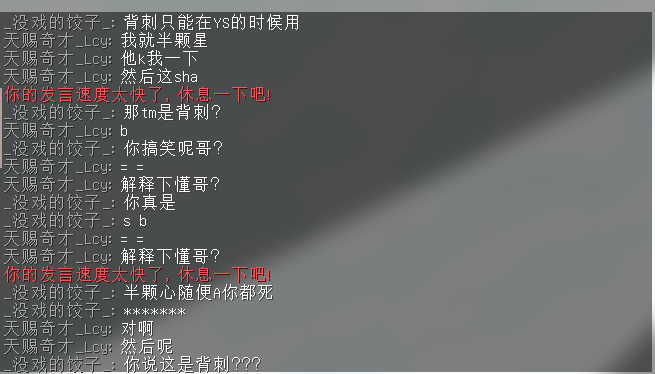 _没戏的饺子_: 背刺只能在YS的时候用
天赐奇才_Lcy: 我就半颗星
天赐奇才_Lcy: 他k我一下
天赐奇才_Lcy: 然后这sha
你的发言速度太快了, 休息一下吧!
_没戏的饺子_: 那tm是背刺?
天赐奇才_Lcy: b
_没戏的饺子_: 你搞笑呢哥?
天赐奇才_Lcy: = =
天赐奇才_Lcy: 解释下懂哥?
_没戏的饺子_: 你真是
_没戏的饺子_: s b
天赐奇才_Lcy: = =
天赐奇才_Lcy: 解释下懂哥?
你的发言速度太快了, 休息一下吧!
_没戏的饺子_: 半颗心随便A你都死
_没戏的饺子_: *******
天赐奇才_Lcy: 对啊
天赐奇才_Lcy: 然后呢
_没戏的饺子_: 你说这是背刺???